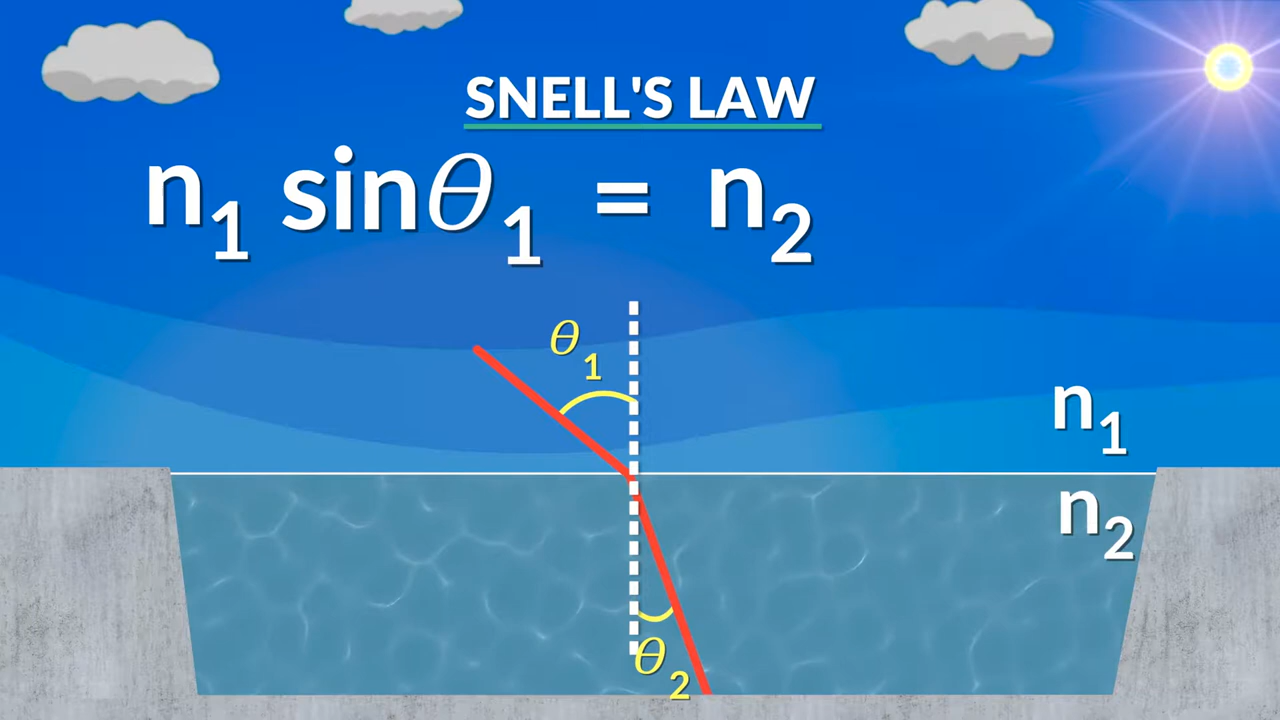 SNELL'S LAW
n₁ sinθ₁ = n₂
θ₁
n₁
n₂
θ₂